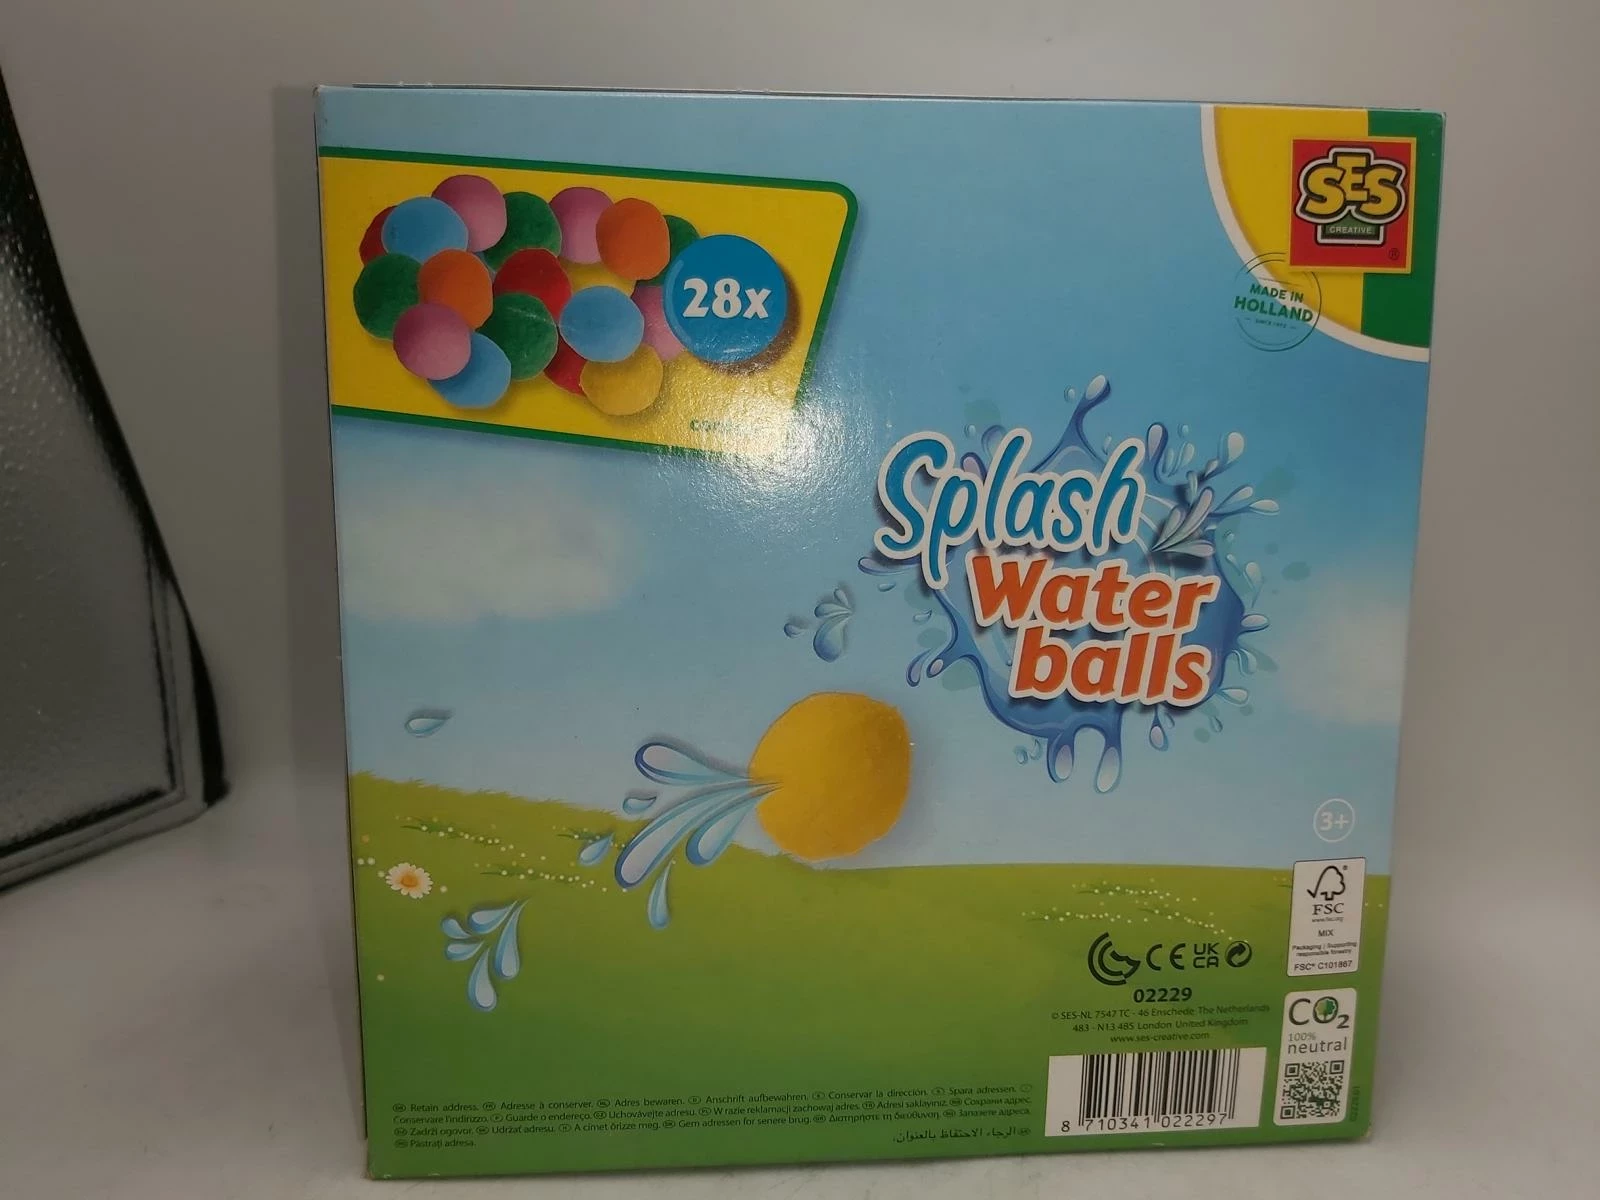 28x
SES
CREATIVE
®
MADE IN
HOLLAND
SINCE 1972
Splash
Water
balls
3+
FSC
www.fsc.org
MIX
Packaging | Supporting
responsible forestry
FSC® C101867
CE UK CA
02229
© SES-NL 7547 TC - 46 Enschede The Netherlands
483 - N13 4BS London United Kingdom
www.ses-creative.com
CO2
100%
neutral
8 710341 022297
Retain address. Adresse à conserver. Adres bewaren. Anschrift aufbewahren. Conservar la dirección. Spara adressen.
Conservare l'indirizzo. Guarde o endereço. Uchovávejte adresu. W razie reklamacji zachowaj adres. Adresi saklayınız. Сохрани адрес.
Zadrži ogovor. Udržať adresu. A címet őrizze meg. Gem adressen for senere brug. Διατηρήστε τη διεύθυνση. Запазете адреса.
Păstrați adresa.
الرجاء الاحتفاظ بالعنوان.